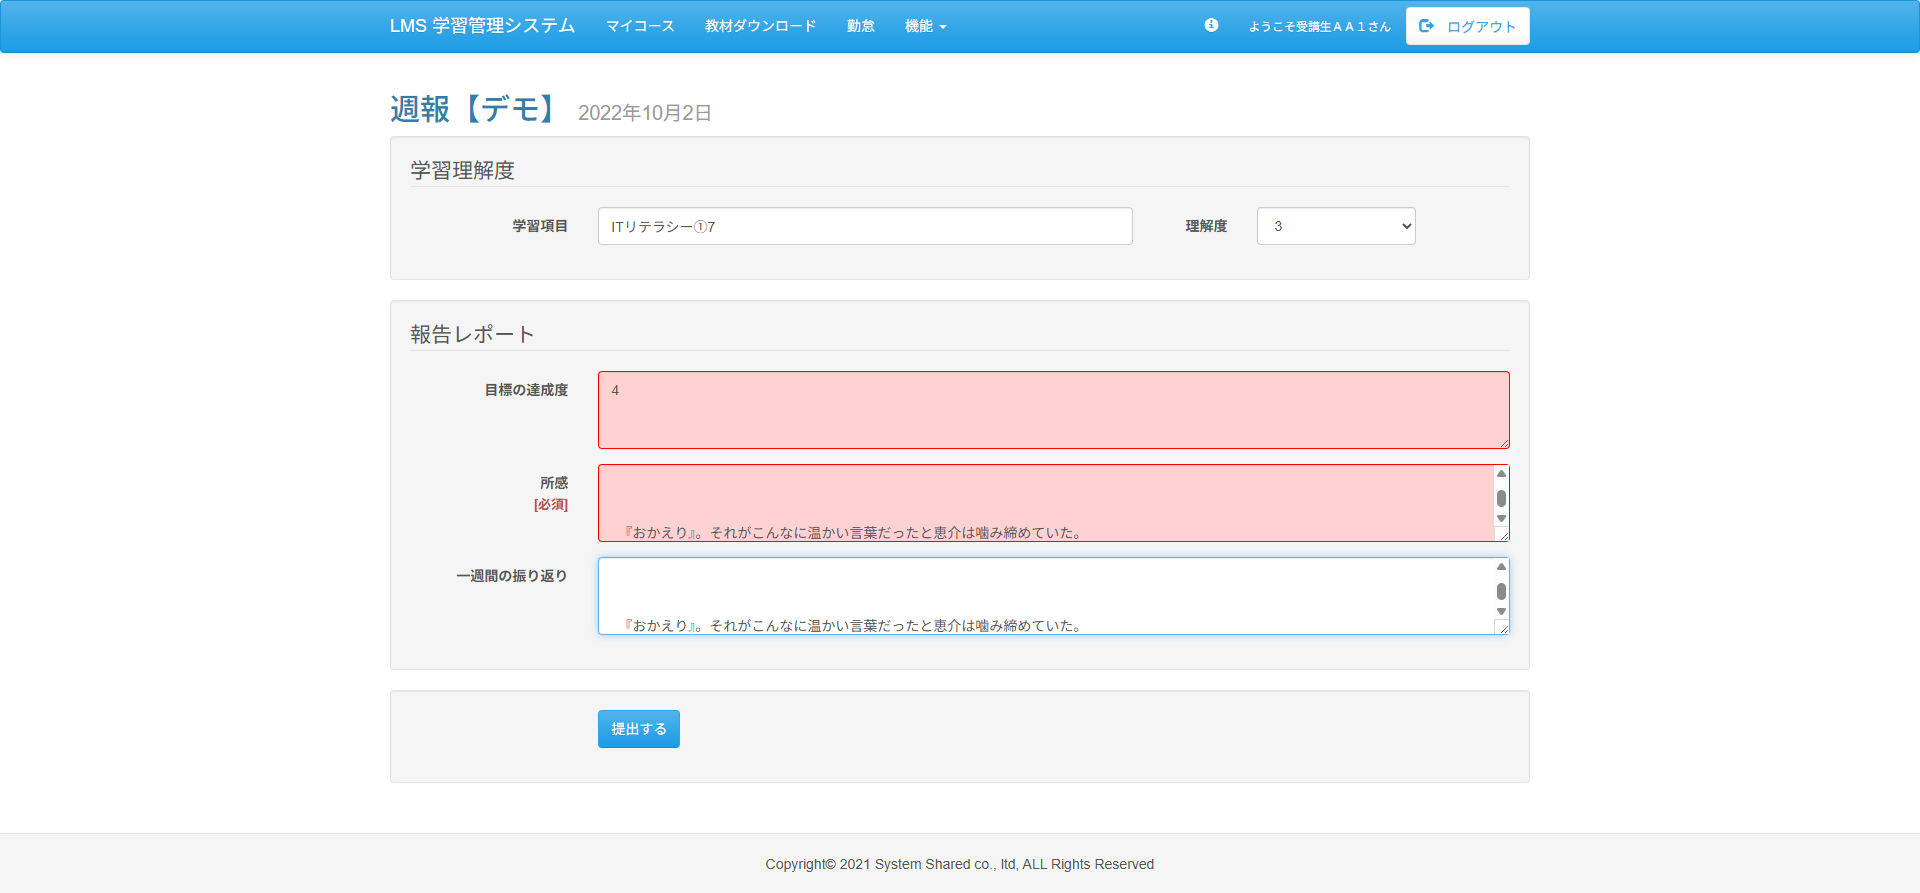 LMS 学習管理システム マイコース 教材ダウンロード 勤怠 機能 ようこそ受講生ＡＡ１さん ログアウト
週報【デモ】 2022年10月2日
学習理解度
学習項目 ITリテラシー①7 理解度 3
報告レポート
目標の達成度 4
所感
[必須]
『おかえり』。それがこんなに温かい言葉だったと恵介は噛み締めていた。
一週間の振り返り
『おかえり』。それがこんなに温かい言葉だったと恵介は噛み締めていた。
提出する
Copyright© 2021 System Shared co., ltd, ALL Rights Reserved